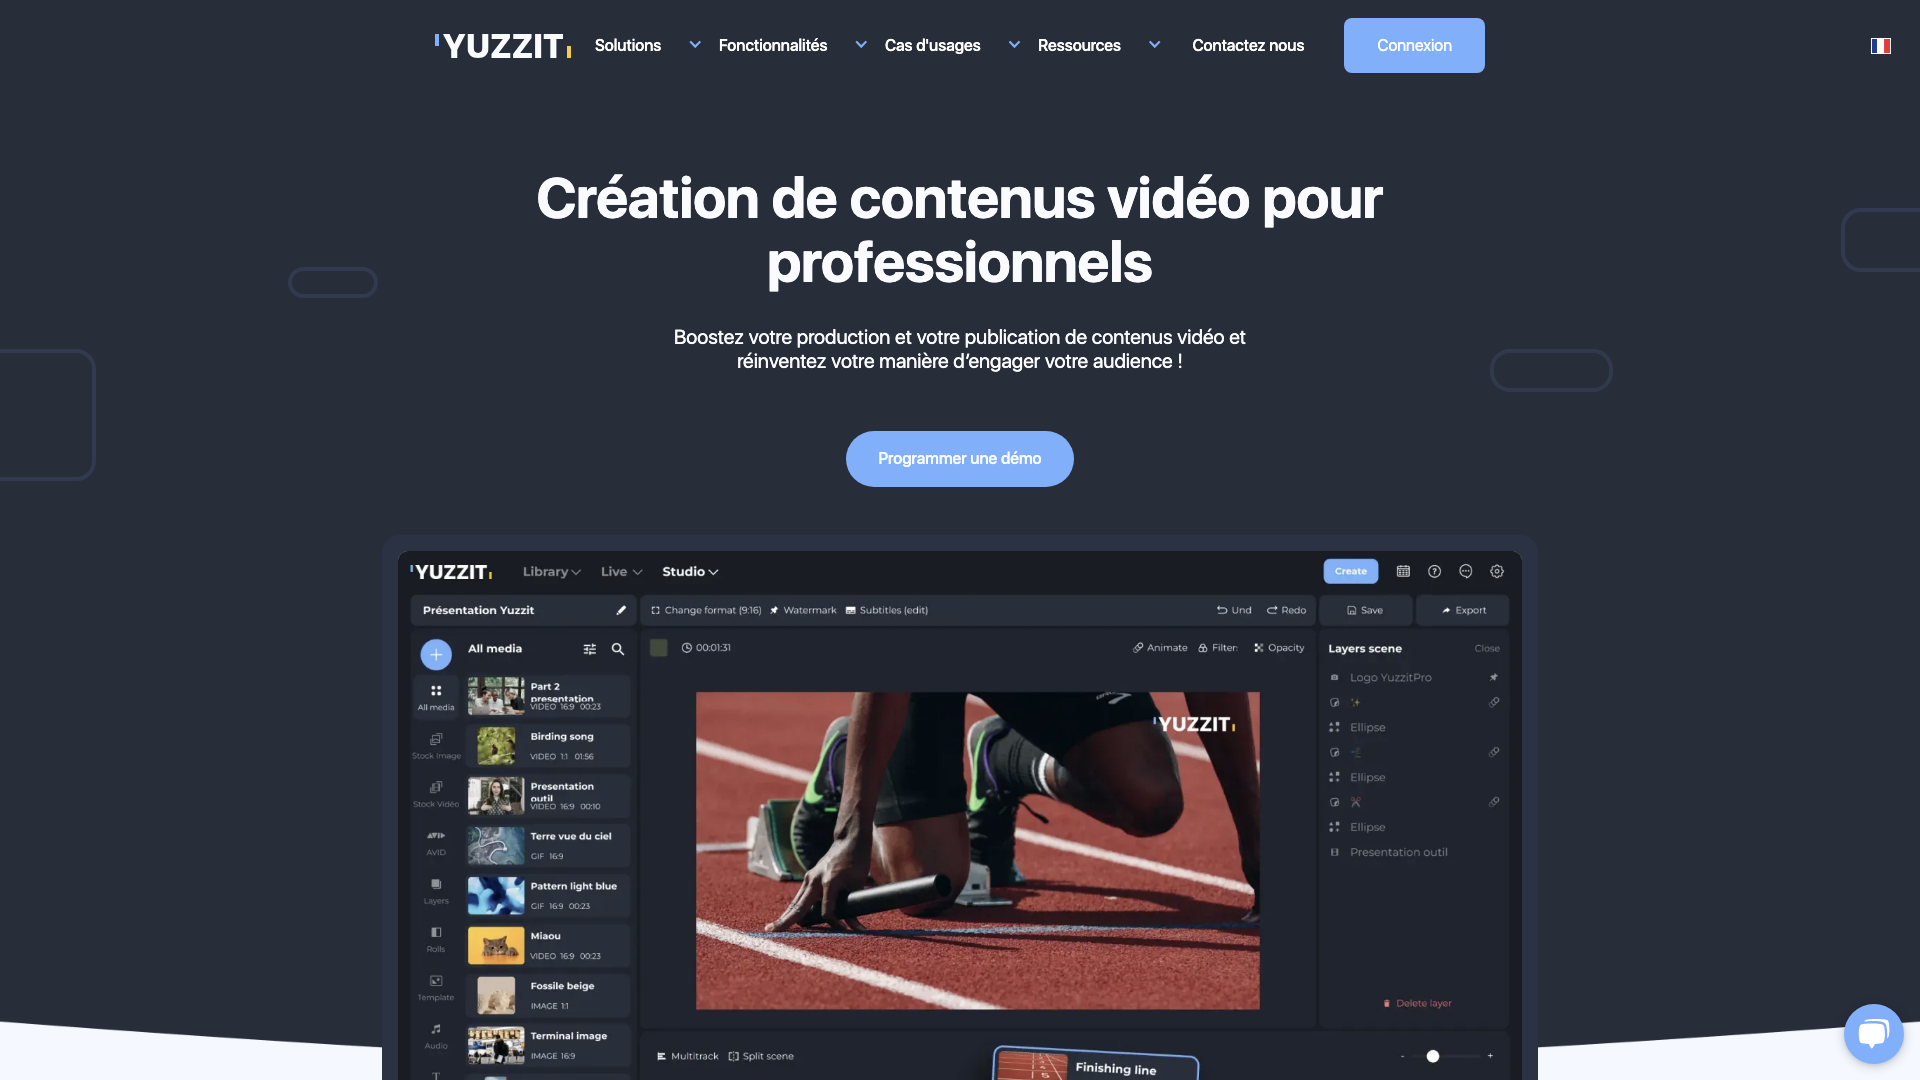 YUZZIT
Solutions
Fonctionnalités
Cas d'usages
Ressources
Contactez nous
Connexion
Création de contenus vidéo pour
professionnels
Boostez votre production et votre publication de contenus vidéo et
réinventez votre manière d’engager votre audience !
Programmer une démo
YUZZIT
Library
Live
Studio
Create
Présentation Yuzzit
Change format (9:16)
Watermark
Subtitles (edit)
Und
Redo
Save
Export
All media
00:01:31
Animate
Filter
Opacity
Layers scene
Close
All media
Stock Image
Stock Vidéo
AVID
Layers
Rolls
Template
Audio
Part 2
presentation
VIDEO 16:9 00:23
Birding song
VIDEO 1:1 01:56
Presentation
outil
VIDEO 16:9 00:10
Terre vue du ciel
GIF 16:9
Pattern light blue
GIF 16:9 00:23
Miaou
VIDEO 16:9 00:23
Fossile beige
IMAGE 1:1
Terminal image
IMAGE 16:9
YUZZIT
Logo YuzzitPro
Ellipse
Ellipse
Ellipse
Presentation outil
Delete layer
Multitrack
Split scene
- +
Finishing line
5